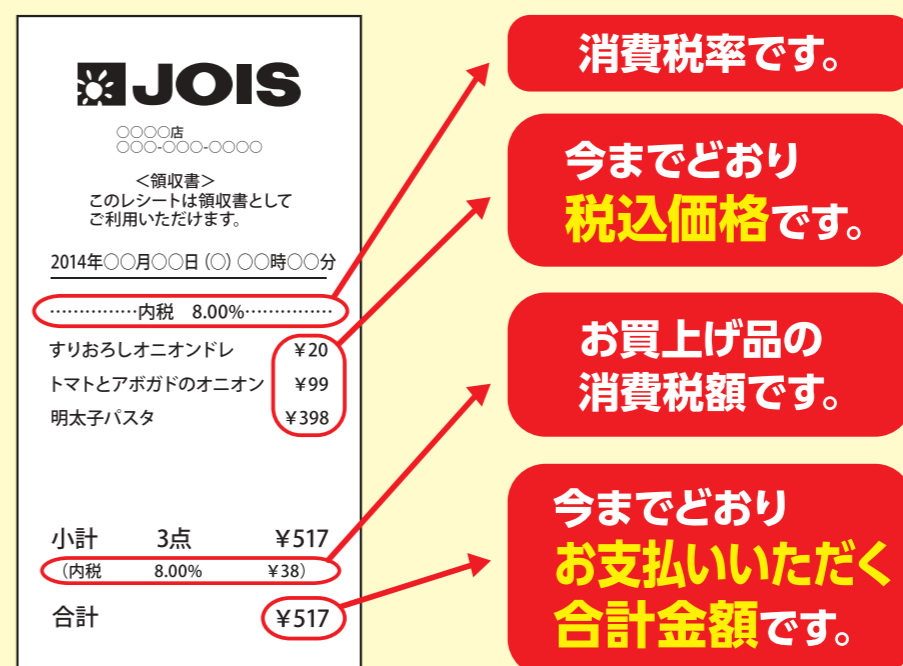 JOIS
○○○○店
○○○-○○○-○○○○
<領収書>
このレシートは領収書として
ご利用いただけます。
2014年○○月○○日 (○) ○○時○○分
……………内税 8.00%……………
すりおろしオニオンドレ ¥20
トマトとアボガドのオニオン ¥99
明太子パスタ ¥398
小計 3点 ¥517
(内税 8.00% ¥38)
合計 ¥517
消費税率です。
今までどおり
税込価格です。
お買上げ品の
消費税額です。
今までどおり
お支払いいただく
合計金額です。